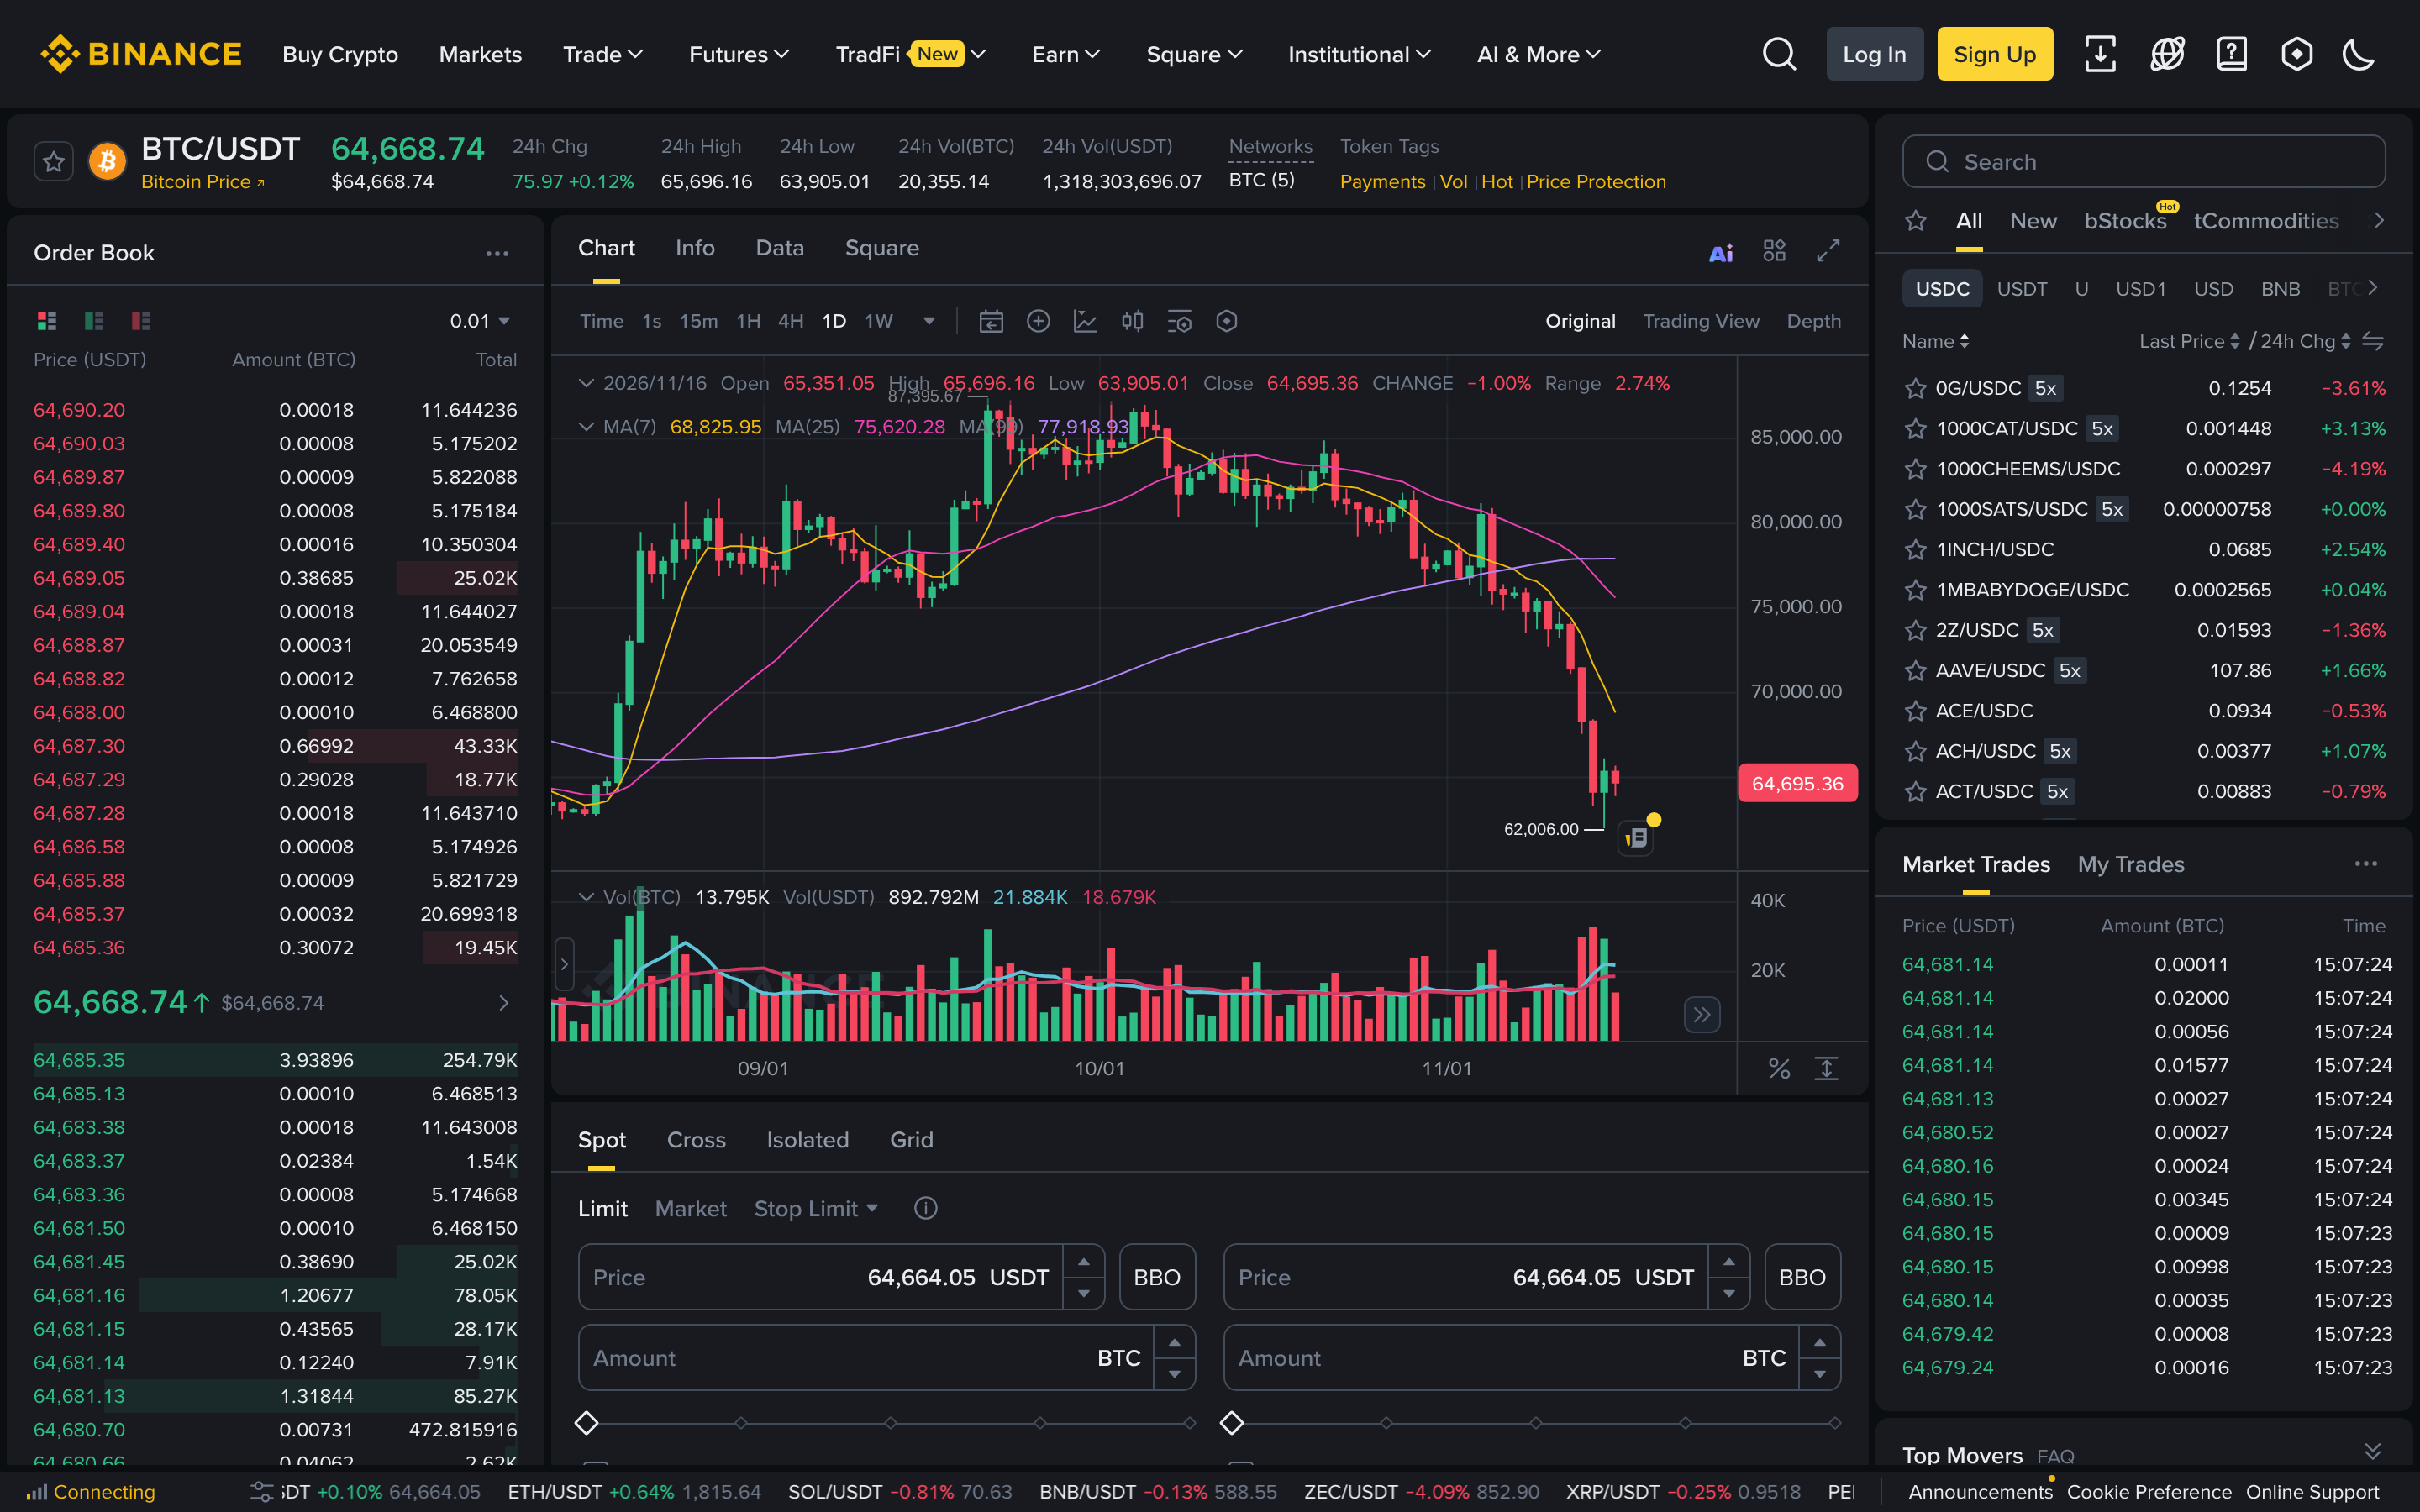 BINANCE Buy Crypto Markets Trade Futures TradFi New Earn Square Institutional AI & More Log In Sign Up
BTC/USDT
Bitcoin Price
64,668.74
$64,668.74
24h Chg
75.97 +0.12%
24h High
65,696.16
24h Low
63,905.01
24h Vol(BTC)
20,355.14
24h Vol(USDT)
1,318,303,696.07
Networks
BTC (5)
Token Tags
Payments Vol Hot Price Protection
Order Book
0.01
Price (USDT) Amount (BTC) Total
64,690.20 0.00018 11.644236
64,690.03 0.00008 5.175202
64,689.87 0.00009 5.822088
64,689.80 0.00008 5.175184
64,689.40 0.00016 10.350304
64,689.05 0.38685 25.02K
64,689.04 0.00018 11.644027
64,688.87 0.00031 20.053549
64,688.82 0.00012 7.762658
64,688.00 0.00010 6.468800
64,687.30 0.66992 43.33K
64,687.29 0.29028 18.77K
64,687.28 0.00018 11.643710
64,686.58 0.00008 5.174926
64,685.88 0.00009 5.821729
64,685.37 0.00032 20.699318
64,685.36 0.30072 19.45K
64,668.74 $64,668.74
64,685.35 3.93896 254.79K
64,685.13 0.00010 6.468513
64,683.38 0.00018 11.643008
64,683.37 0.02384 1.54K
64,683.36 0.00008 5.174668
64,681.50 0.00010 6.468150
64,681.45 0.38690 25.02K
64,681.16 1.20677 78.05K
64,681.15 0.43565 28.17K
64,681.14 0.12240 7.91K
64,681.13 1.31844 85.27K
64,680.70 0.00731 472.815916
64,680.66 0.04062 2.62K
Chart Info Data Square
Ai
Time 1s 15m 1H 4H 1D 1W
Original Trading View Depth
2026/11/16 Open 65,351.05 High 65,696.16 Low 63,905.01 Close 64,695.36 CHANGE -1.00% Range 2.74%
87,395.67
MA(7) 68,825.95 MA(25) 75,620.28 MA(99) 77,918.93
85,000.00
80,000.00
75,000.00
70,000.00
64,695.36
62,006.00
Vol(BTC) 13.795K Vol(USDT) 892.792M 21.884K 18.679K
40K
20K
BINANCE
09/01 10/01 11/01
%
Spot Cross Isolated Grid
Limit Market Stop Limit
Price 64,664.05 USDT BBO
Amount BTC
Price 64,664.05 USDT BBO
Amount BTC
Search
All New bStocks Hot tCommodities
USDC USDT U USD1 USD BNB BTC
Name Last Price / 24h Chg
0G/USDC 5x 0.1254 -3.61%
1000CAT/USDC 5x 0.001448 +3.13%
1000CHEEMS/USDC 0.000297 -4.19%
1000SATS/USDC 5x 0.00000758 +0.00%
1INCH/USDC 0.0685 +2.54%
1MBABYDOGE/USDC 0.0002565 +0.04%
2Z/USDC 5x 0.01593 -1.36%
AAVE/USDC 5x 107.86 +1.66%
ACE/USDC 0.0934 -0.53%
ACH/USDC 5x 0.00377 +1.07%
ACT/USDC 5x 0.00883 -0.79%
Market Trades My Trades
Price (USDT) Amount (BTC) Time
64,681.14 0.00011 15:07:24
64,681.14 0.02000 15:07:24
64,681.14 0.00056 15:07:24
64,681.14 0.01577 15:07:24
64,681.13 0.00027 15:07:24
64,680.52 0.00027 15:07:24
64,680.16 0.00024 15:07:24
64,680.15 0.00345 15:07:24
64,680.15 0.00009 15:07:24
64,680.15 0.00998 15:07:23
64,680.14 0.00035 15:07:23
64,679.42 0.00008 15:07:23
64,679.24 0.00016 15:07:23
Top Movers FAQ
Connecting
SDT +0.10% 64,664.05 ETH/USDT +0.64% 1,815.64 SOL/USDT -0.81% 70.63 BNB/USDT -0.13% 588.55 ZEC/USDT -4.09% 852.90 XRP/USDT -0.25% 0.9518
Announcements Cookie Preference Online Support